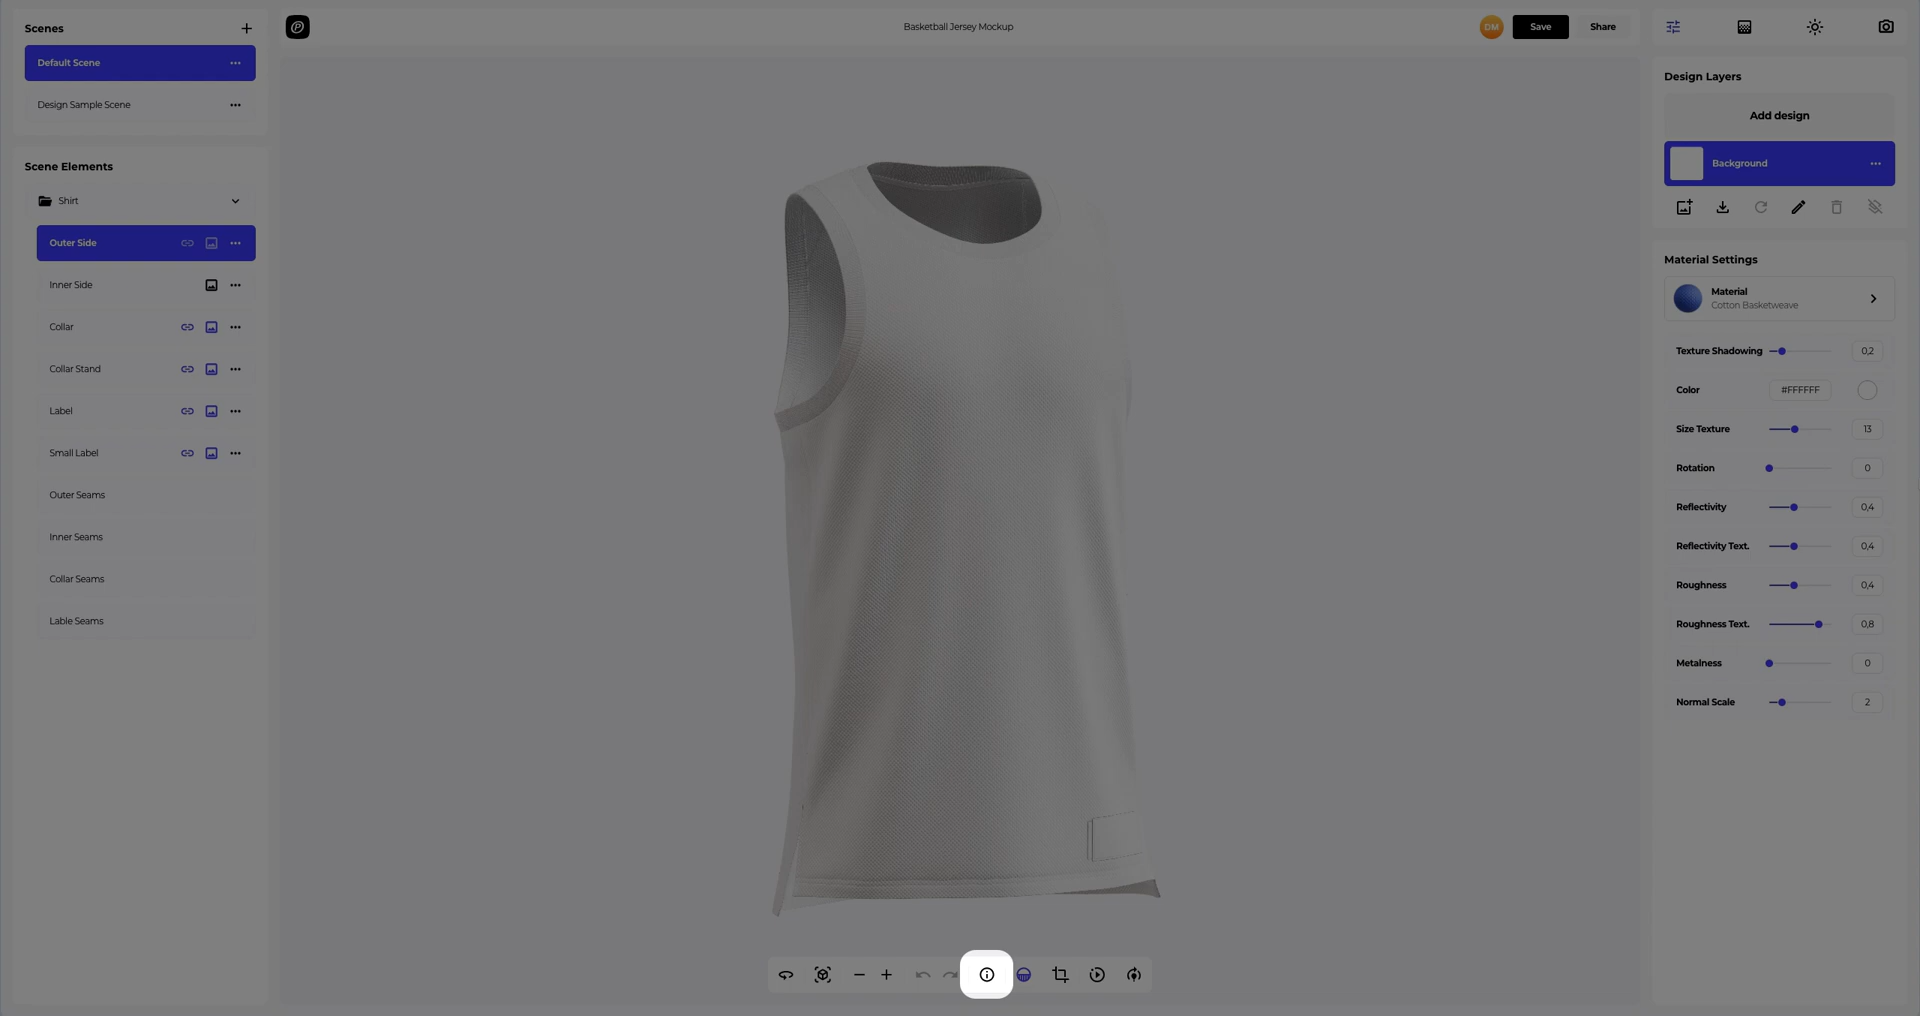 Scenes
Default Scene
Design Sample Scene
Scene Elements
Shirt
Outer Side
Inner Side
Collar
Collar Stand
Label
Small Label
Outer Seams
Inner Seams
Collar Seams
Lable Seams
Basketball Jersey Mockup
DM
Save
Share
Design Layers
Add design
Background
Material Settings
Material
Cotton Basketweave
Texture Shadowing 0,2
Color #FFFFFF
Size Texture 13
Rotation 0
Reflectivity 0,4
Reflectivity Text. 0,4
Roughness 0,4
Roughness Text. 0,8
Metalness 0
Normal Scale 2